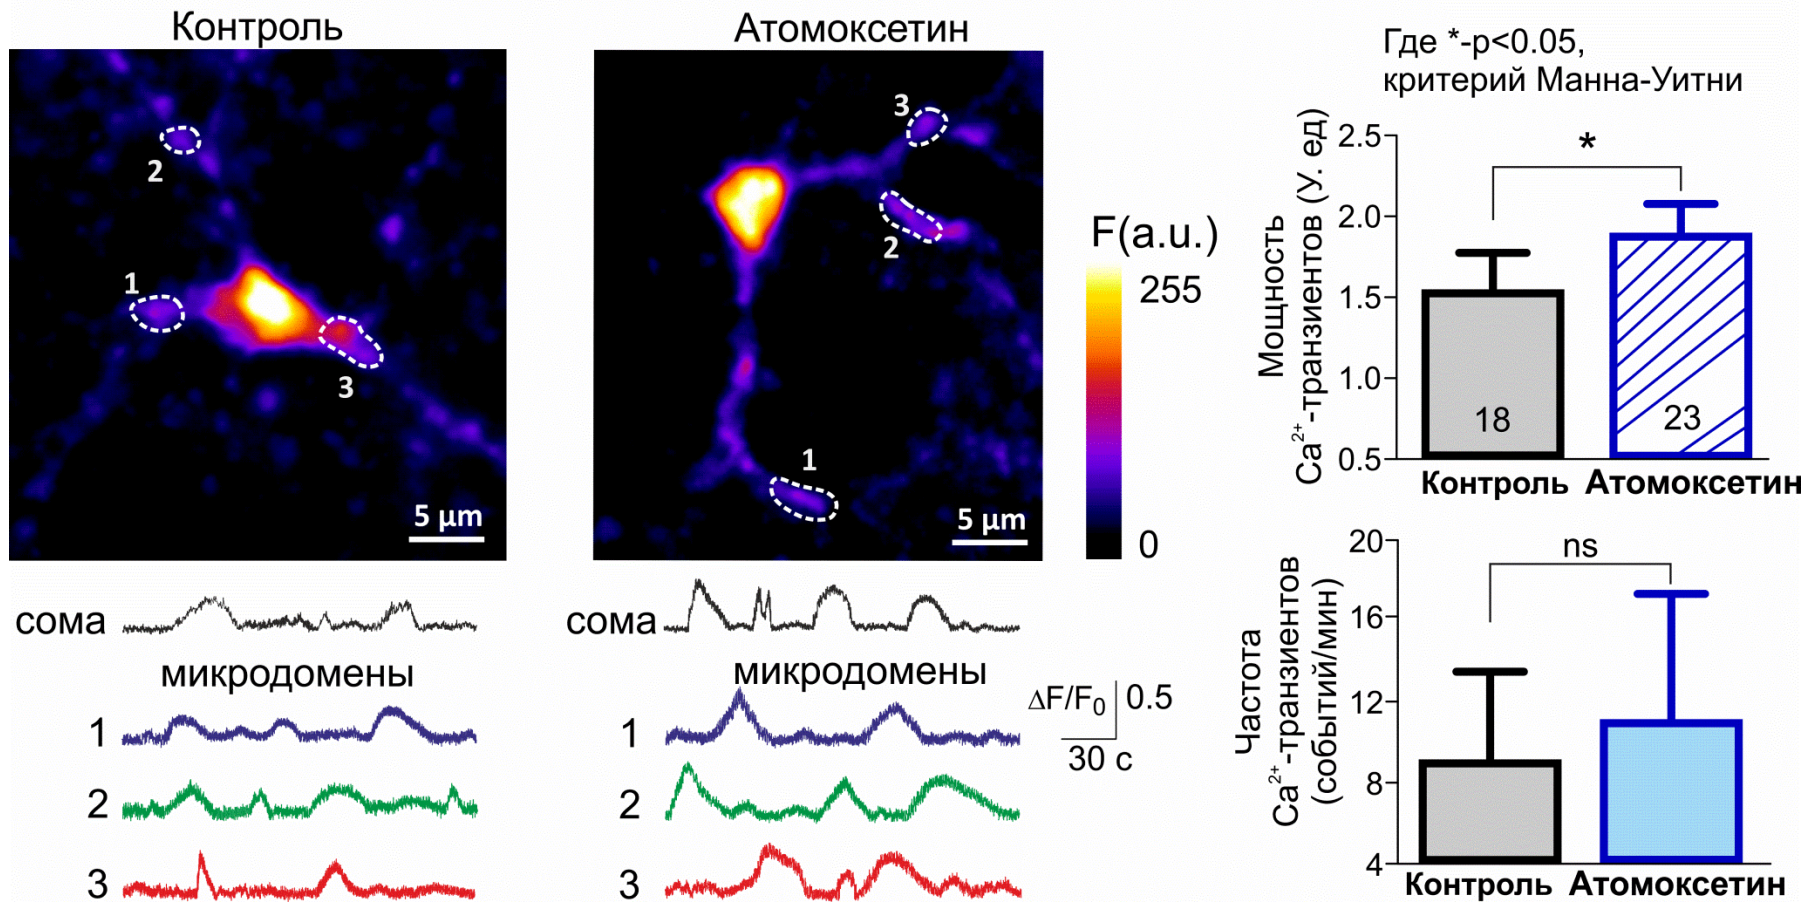 Контроль
2
1
3
5 µm
Атомоксетин
3
2
1
5 µm
F(a.u.)
255
0
сома
микродомены
1
2
3
сома
микродомены
1
2
3
ΔF/F₀
0.5
30 с
Где *-p<0.05,
критерий Манна-Уитни
Мощность
Ca²⁺-транзиентов (У. ед)
2.5
2.0
1.5
1.0
0.5
*
18
23
Контроль
Атомоксетин
Частота
Ca²⁺-транзиентов
(событий/мин)
20
16
12
8
4
ns
Контроль
Атомоксетин